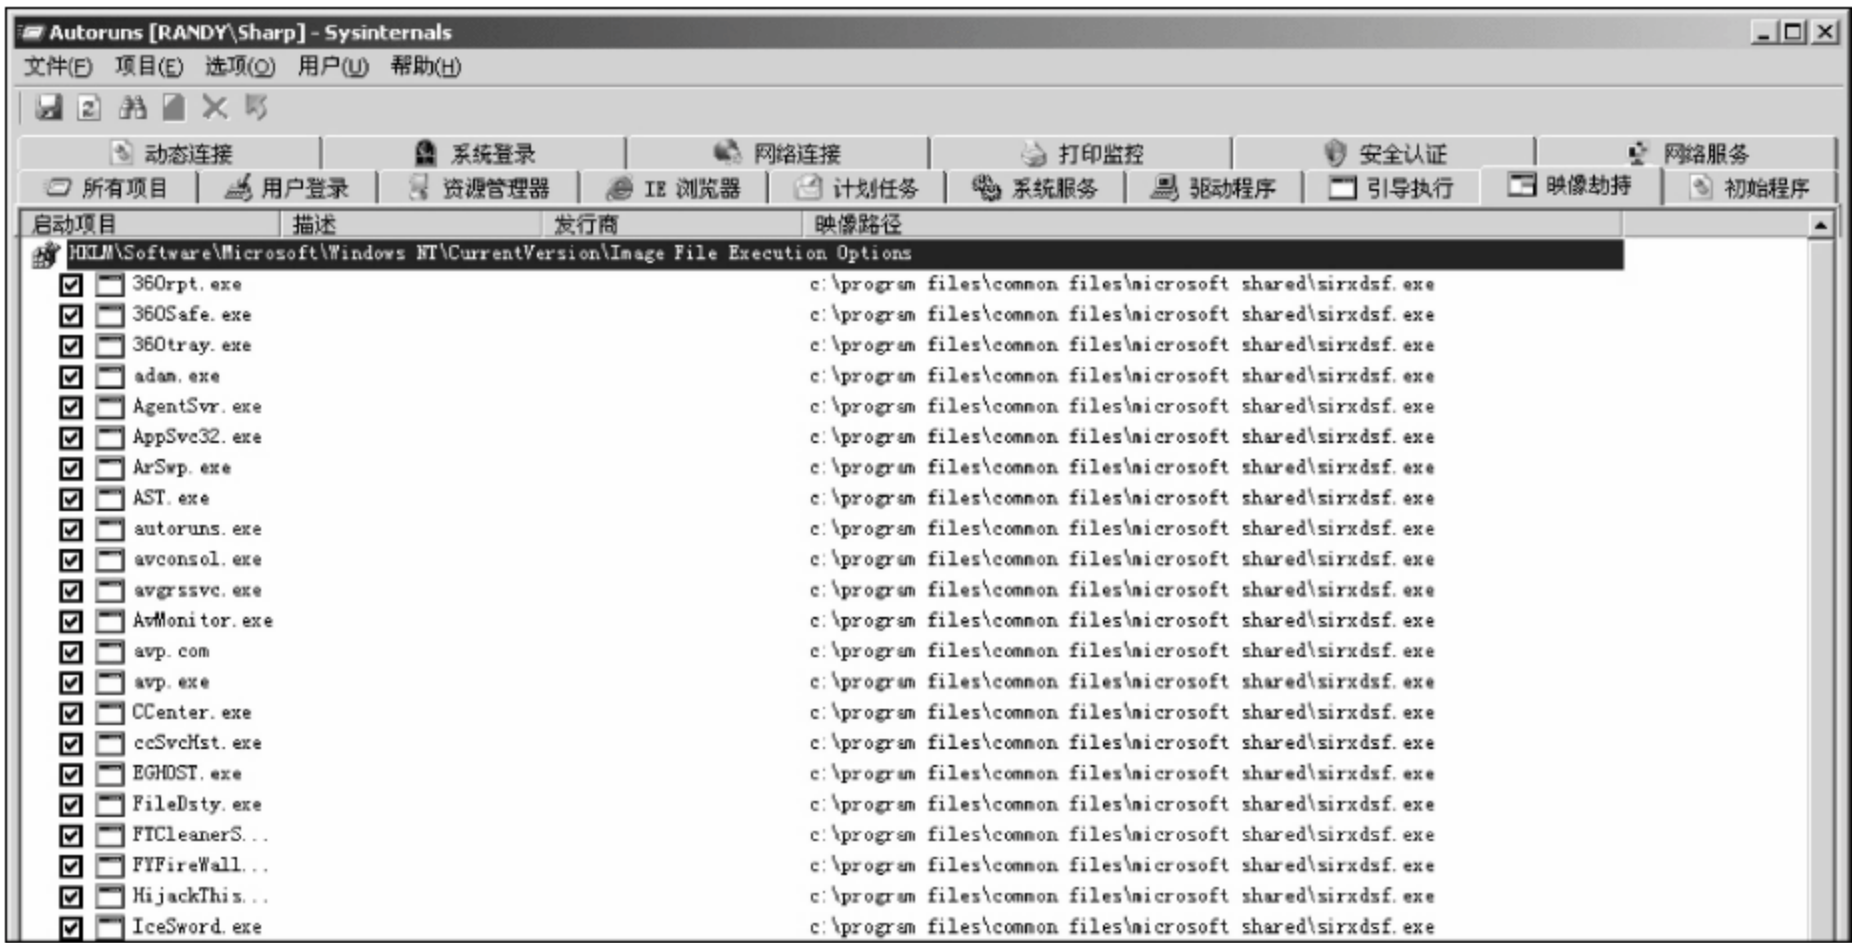 Autoruns [RANDY\Sharp] - Sysinternals
文件(F) 项目(E) 选项(O) 用户(U) 帮助(H)
动态连接 系统登录 网络连接 打印监控 安全认证 网络服务
所有项目 用户登录 资源管理器 IE 浏览器 计划任务 系统服务 驱动程序 引导执行 映像劫持 初始程序
启动项目 描述 发行商 映像路径
HKLM\Software\Microsoft\Windows NT\CurrentVersion\Image File Execution Options
360rpt.exe c:\program files\common files\microsoft shared\sirxdsf.exe
360Safe.exe c:\program files\common files\microsoft shared\sirxdsf.exe
360tray.exe c:\program files\common files\microsoft shared\sirxdsf.exe
adam.exe c:\program files\common files\microsoft shared\sirxdsf.exe
AgentSvr.exe c:\program files\common files\microsoft shared\sirxdsf.exe
AppSvc32.exe c:\program files\common files\microsoft shared\sirxdsf.exe
ArSwp.exe c:\program files\common files\microsoft shared\sirxdsf.exe
AST.exe c:\program files\common files\microsoft shared\sirxdsf.exe
autoruns.exe c:\program files\common files\microsoft shared\sirxdsf.exe
avconsol.exe c:\program files\common files\microsoft shared\sirxdsf.exe
avgrssvc.exe c:\program files\common files\microsoft shared\sirxdsf.exe
AvMonitor.exe c:\program files\common files\microsoft shared\sirxdsf.exe
avp.com c:\program files\common files\microsoft shared\sirxdsf.exe
avp.exe c:\program files\common files\microsoft shared\sirxdsf.exe
CCenter.exe c:\program files\common files\microsoft shared\sirxdsf.exe
ccSvcHst.exe c:\program files\common files\microsoft shared\sirxdsf.exe
EGHOST.exe c:\program files\common files\microsoft shared\sirxdsf.exe
FileDsty.exe c:\program files\common files\microsoft shared\sirxdsf.exe
FTCleanerS... c:\program files\common files\microsoft shared\sirxdsf.exe
FYFireWall... c:\program files\common files\microsoft shared\sirxdsf.exe
HijackThis... c:\program files\common files\microsoft shared\sirxdsf.exe
IceSword.exe c:\program files\common files\microsoft shared\sirxdsf.exe